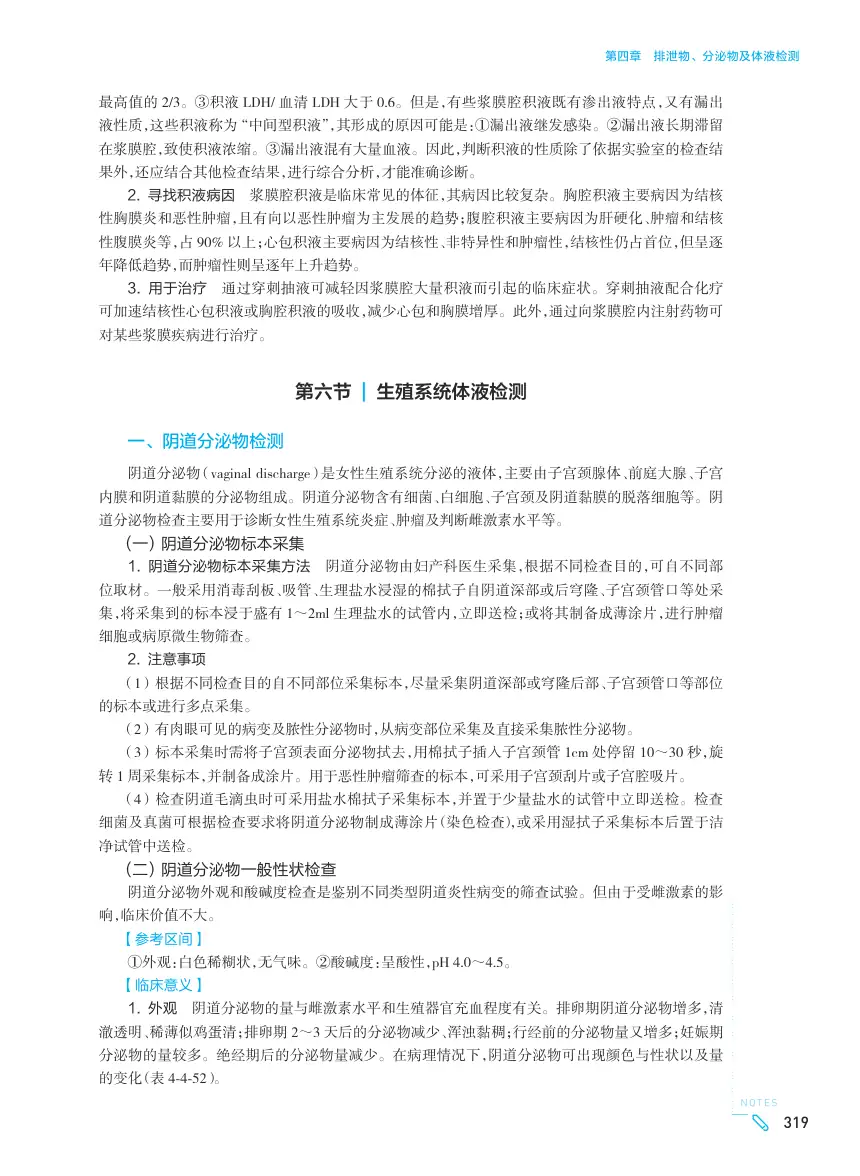 第四章 排泄物、分泌物及体液检测
最高值的 2/3。③积液 LDH/ 血清 LDH 大于 0.6。但是,有些浆膜腔积液既有渗出液特点,又有漏出
液性质,这些积液称为“中间型积液”,其形成的原因可能是:①漏出液继发感染。②漏出液长期滞留
在浆膜腔,致使积液浓缩。③漏出液混有大量血液。因此,判断积液的性质除了依据实验室的检查结
果外,还应结合其他检查结果,进行综合分析,才能准确诊断。
2. 寻找积液病因 浆膜腔积液是临床常见的体征,其病因比较复杂。胸腔积液主要病因为结核
性胸膜炎和恶性肿瘤,且有向以恶性肿瘤为主发展的趋势;腹腔积液主要病因为肝硬化、肿瘤和结核
性腹膜炎等,占 90% 以上;心包积液主要病因为结核性、非特异性和肿瘤性,结核性仍占首位,但呈逐
年降低趋势,而肿瘤性则呈逐年上升趋势。
3. 用于治疗 通过穿刺抽液可减轻因浆膜腔大量积液而引起的临床症状。穿刺抽液配合化疗
可加速结核性心包积液或胸腔积液的吸收,减少心包和胸膜增厚。此外,通过向浆膜腔内注射药物可
对某些浆膜疾病进行治疗。
第六节 | 生殖系统体液检测
一、阴道分泌物检测
阴道分泌物(vaginal discharge)是女性生殖系统分泌的液体,主要由子宫颈腺体、前庭大腺、子宫
内膜和阴道黏膜的分泌物组成。阴道分泌物含有细菌、白细胞、子宫颈及阴道黏膜的脱落细胞等。阴
道分泌物检查主要用于诊断女性生殖系统炎症、肿瘤及判断雌激素水平等。
(一)阴道分泌物标本采集
1. 阴道分泌物标本采集方法 阴道分泌物由妇产科医生采集,根据不同检查目的,可自不同部
位取材。一般采用消毒刮板、吸管、生理盐水浸湿的棉拭子自阴道深部或后穹隆、子宫颈管口等处采
集,将采集到的标本浸于盛有 1~2ml 生理盐水的试管内,立即送检;或将其制备成薄涂片,进行肿瘤
细胞或病原微生物筛查。
2. 注意事项
(1)根据不同检查目的自不同部位采集标本,尽量采集阴道深部或穹隆后部、子宫颈管口等部位
的标本或进行多点采集。
(2)有肉眼可见的病变及脓性分泌物时,从病变部位采集及直接采集脓性分泌物。
(3)标本采集时需将子宫颈表面分泌物拭去,用棉拭子插入子宫颈管 1cm 处停留 10~30 秒,旋
转 1 周采集标本,并制备成涂片。用于恶性肿瘤筛查的标本,可采用子宫颈刮片或子宫腔吸片。
(4)检查阴道毛滴虫时可采用盐水棉拭子采集标本,并置于少量盐水的试管中立即送检。检查
细菌及真菌可根据检查要求将阴道分泌物制成薄涂片(染色检查),或采用湿拭子采集标本后置于洁
净试管中送检。
(二)阴道分泌物一般性状检查
阴道分泌物外观和酸碱度检查是鉴别不同类型阴道炎性病变的筛查试验。但由于受雌激素的影
响,临床价值不大。
【参考区间】
①外观:白色稀糊状,无气味。②酸碱度:呈酸性,pH 4.0~4.5。
【临床意义】
1. 外观 阴道分泌物的量与雌激素水平和生殖器官充血程度有关。排卵期阴道分泌物增多,清
澈透明、稀薄似鸡蛋清;排卵期 2~3 天后的分泌物减少、浑浊黏稠;行经前的分泌物量又增多;妊娠期
分泌物的量较多。绝经期后的分泌物量减少。在病理情况下,阴道分泌物可出现颜色与性状以及量
的变化(表 4-4-52)。
NOTES
319